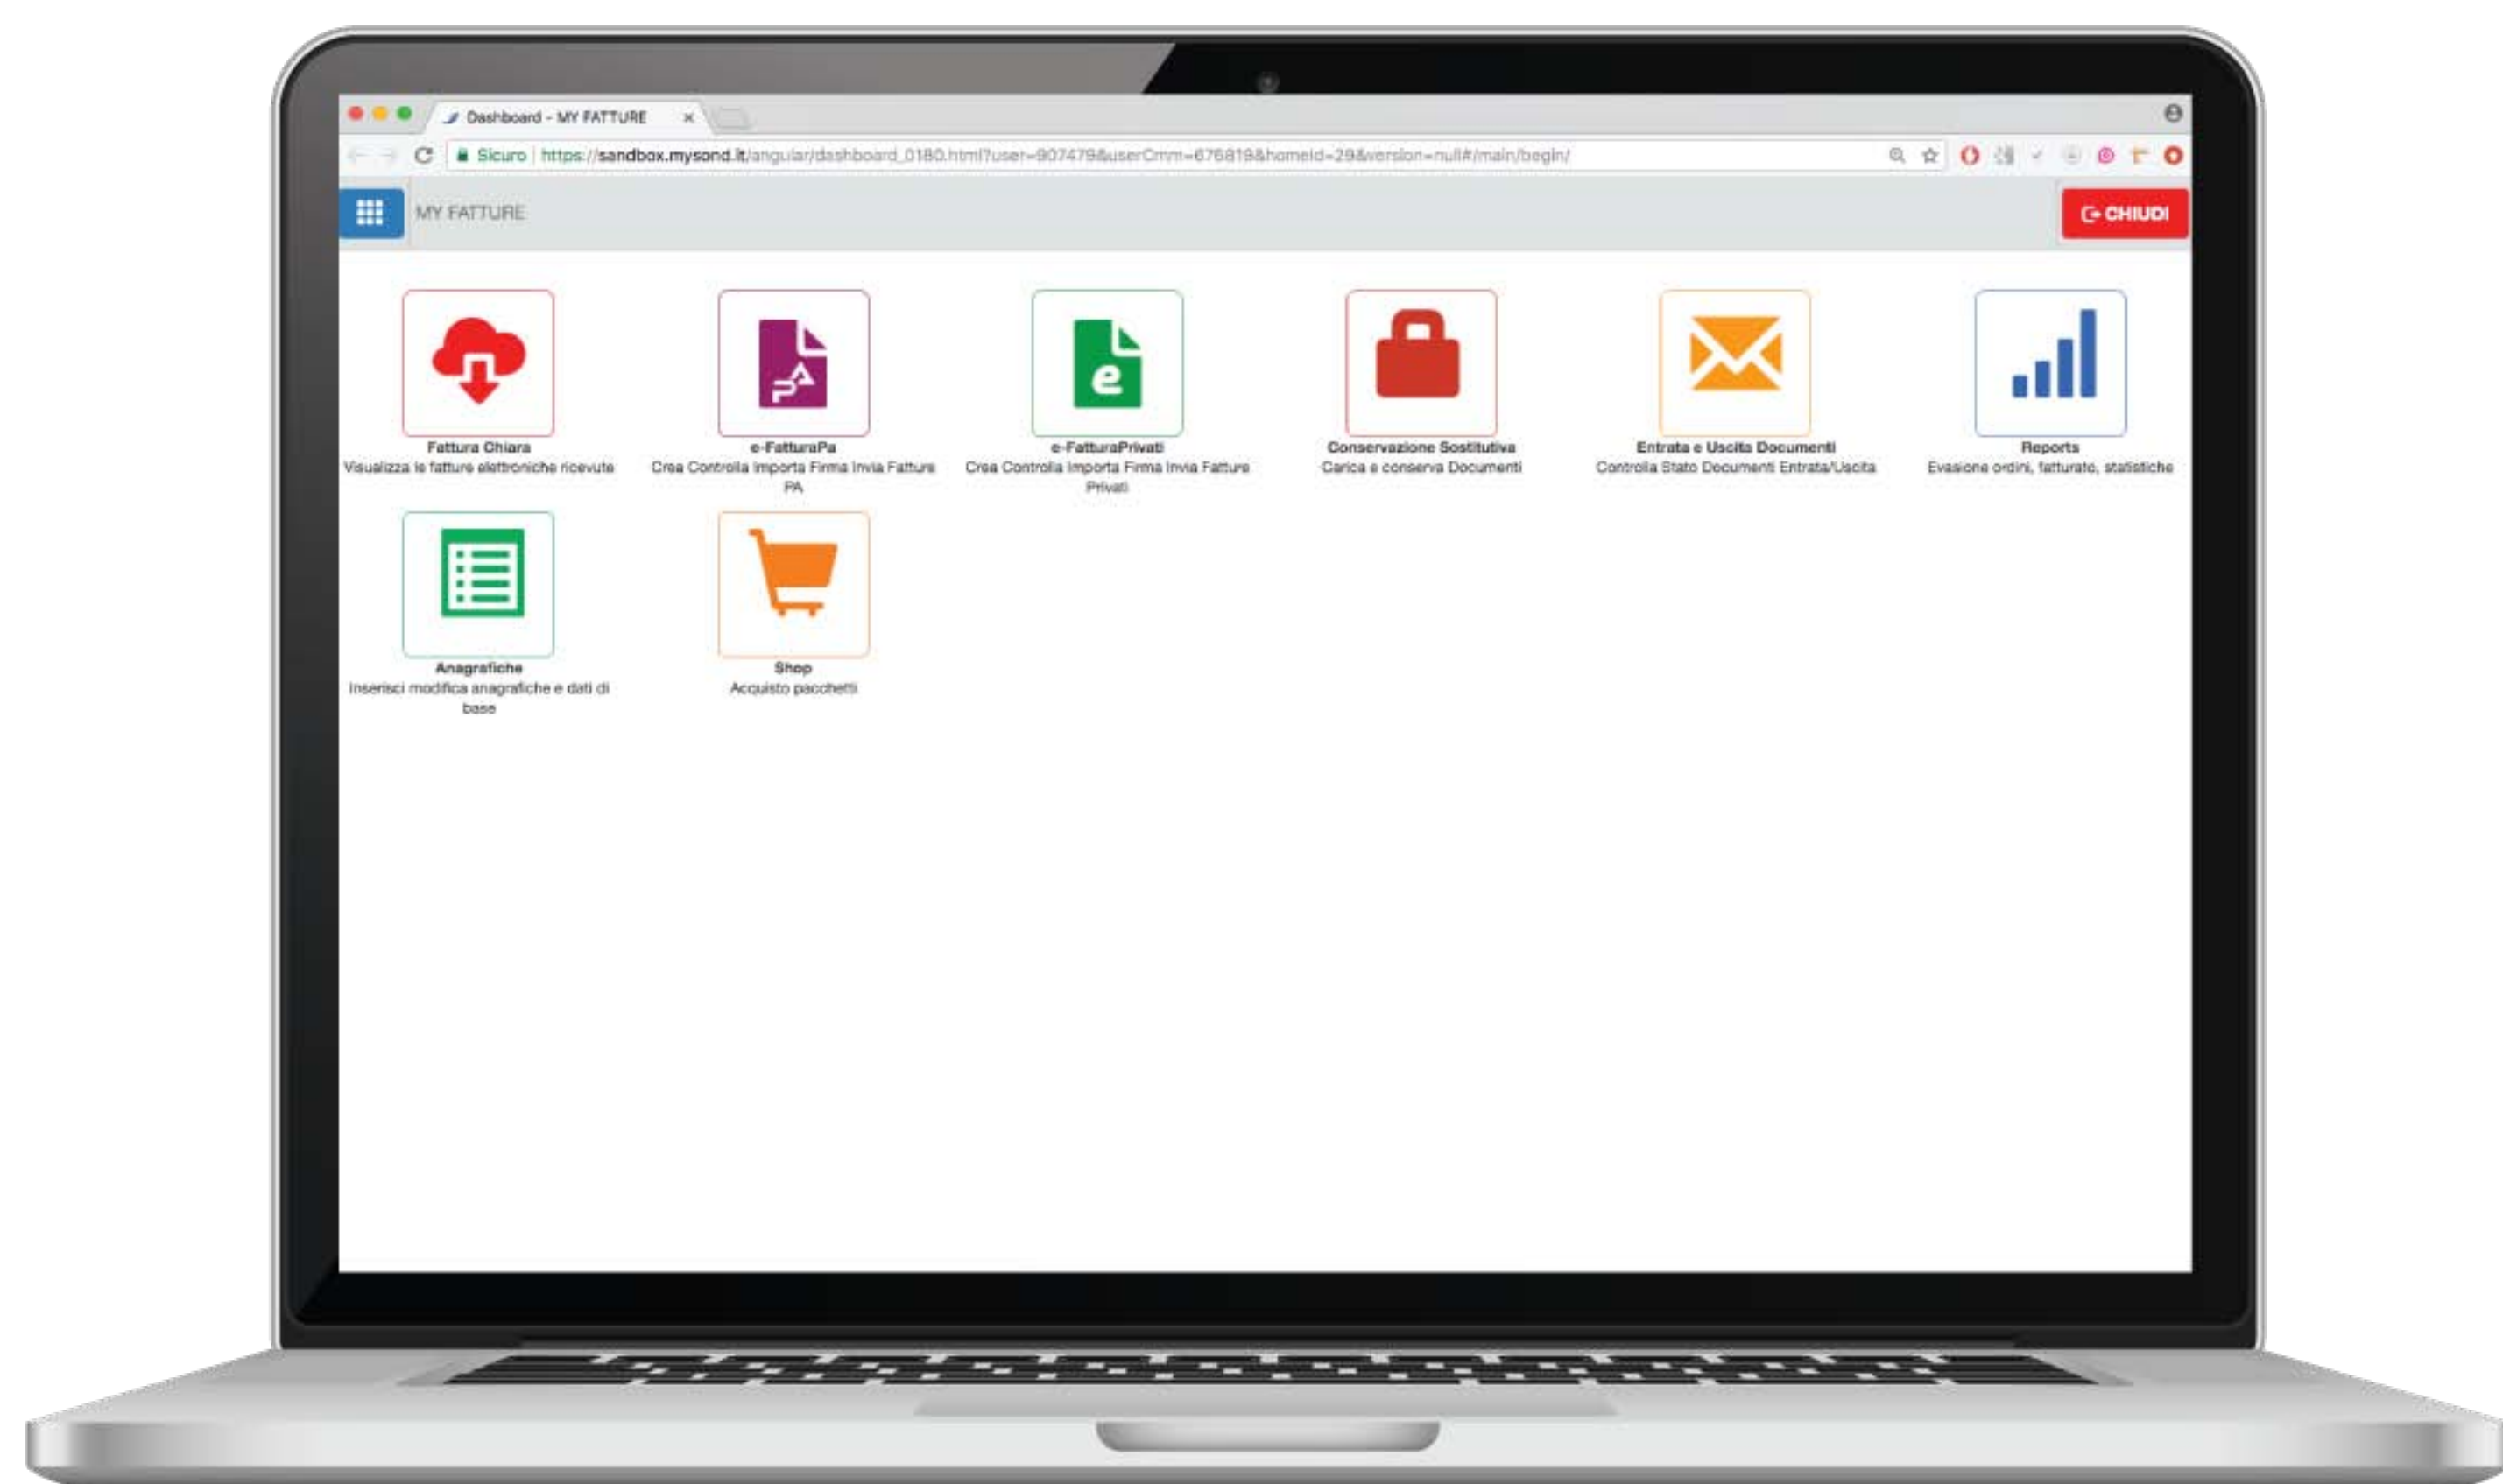 Dashboard - MY FATTURE
Sicuro https://sandbox.mysond.it/angular/dashboard_0180.html?user=907479&userCmm=676819&homeId=29&version=null#/main/begin/
MY FATTURE
CHIUDI
PA
e
Fattura Chiara
Visualizza le fatture elettroniche ricevute
e-FatturaPa
Crea Controlla Importa Firma Invia Fatture
PA
e-FatturaPrivati
Crea Controlla Importa Firma Invia Fatture
Privati
Conservazione Sostitutiva
Carica e conserva Documenti
Entrata e Uscita Documenti
Controlla Stato Documenti Entrata/Uscita
Reports
Evasione ordini, fatturato, statistiche
Anagrafiche
Inserisci modifica anagrafiche e dati di
base
Shop
Acquisto pacchetti